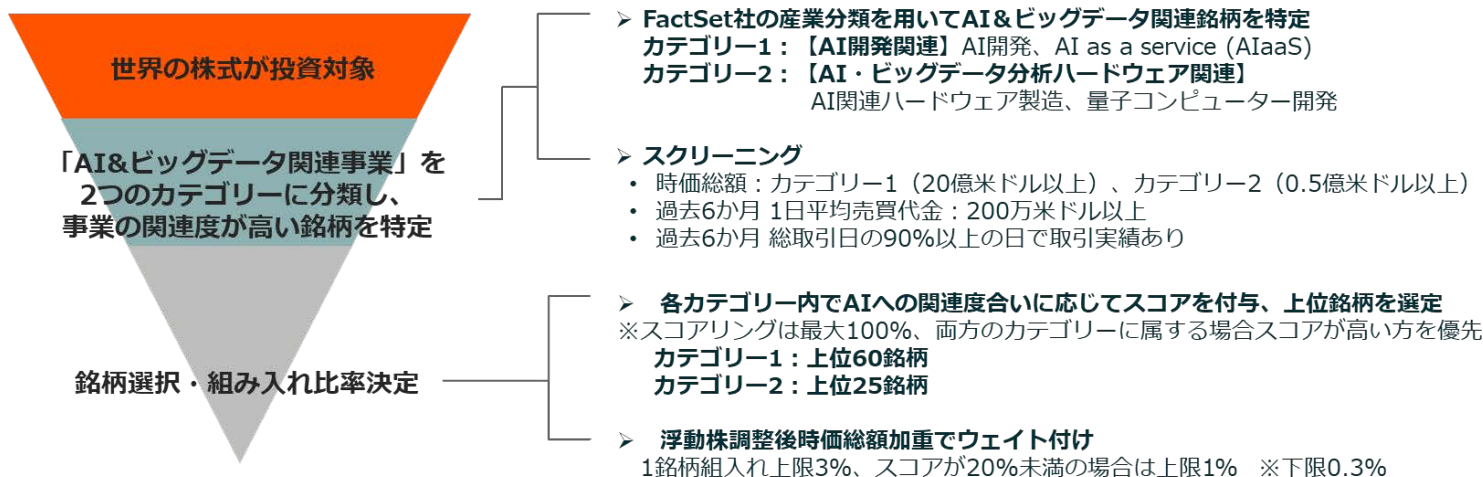 世界の株式が投資対象
「AI&ビッグデータ関連事業」を
2つのカテゴリーに分類し、
事業の関連度が高い銘柄を特定
銘柄選択・組み入れ比率決定
➢ FactSet社の産業分類を用いてAI＆ビッグデータ関連銘柄を特定
カテゴリー1：【AI開発関連】AI開発、AI as a service (AIaaS)
カテゴリー2：【AI・ビッグデータ分析ハードウェア関連】
AI関連ハードウェア製造、量子コンピューター開発
➢ スクリーニング
• 時価総額：カテゴリー1（20億米ドル以上）、カテゴリー2（0.5億米ドル以上）
• 過去6か月 1日平均売買代金：200万米ドル以上
• 過去6か月 総取引日の90%以上の日で取引実績あり
➢ 各カテゴリー内でAIへの関連度合いに応じてスコアを付与、上位銘柄を選定
※スコアリングは最大100%、両方のカテゴリーに属する場合スコアが高い方を優先
カテゴリー1：上位60銘柄
カテゴリー2：上位25銘柄
➢ 浮動株調整後時価総額加重でウェイト付け
1銘柄組入れ上限3%、スコアが20%未満の場合は上限1% ※下限0.3%